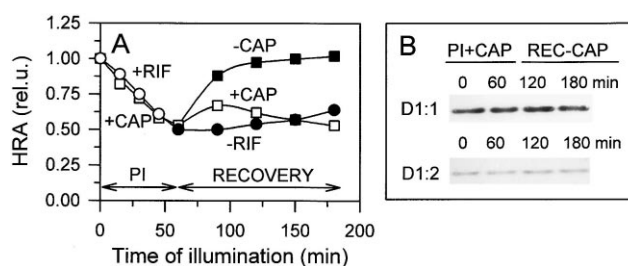 A
HRA (rel.u.)
1.25
1.00
0.75
0.50
0.25
0.00
+RIF
+CAP
-CAP
+CAP
-RIF
PI
RECOVERY
0 50 100 150 200
Time of illumination (min)
B
PI+CAP REC-CAP
0 60 120 180 min
D1:1
0 60 120 180 min
D1:2